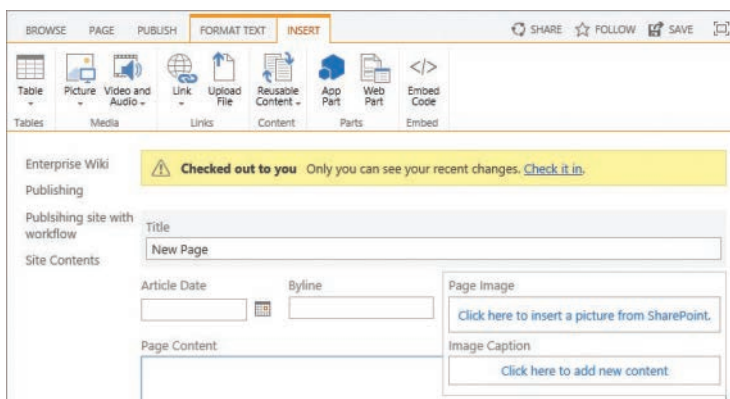 BROWSE PAGE PUBLISH FORMAT TEXT INSERT SHARE FOLLOW SAVE
Table Picture Video and Audio Link Upload File Reusable Content App Part Web Part Embed Code
Tables Media Links Content Parts Embed
Enterprise Wiki
Publishing
Publsihing site with
workflow
Site Contents
Checked out to you Only you can see your recent changes. Check it in.
Title
New Page
Article Date Byline Page Image
Click here to insert a picture from SharePoint.
Page Content Image Caption
Click here to add new content